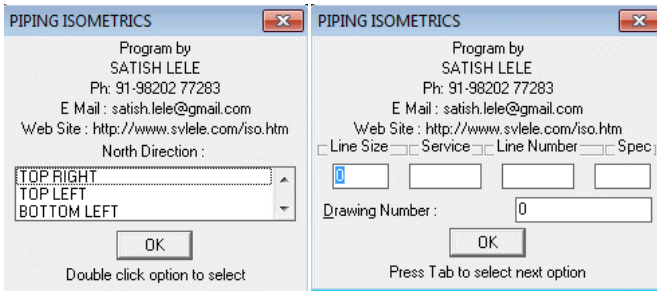 PIPING ISOMETRICS
Program by
SATISH LELE
Ph: 91-98202 77283
E Mail : satish.lele@gmail.com
Web Site : http://www.svlele.com/iso.htm
North Direction :
TOP RIGHT
TOP LEFT
BOTTOM LEFT
OK
Double click option to select
PIPING ISOMETRICS
Program by
SATISH LELE
Ph: 91-98202 77283
E Mail : satish.lele@gmail.com
Web Site : http://www.svlele.com/iso.htm
Line Size Service Line Number Spec
0
Drawing Number : 0
OK
Press Tab to select next option